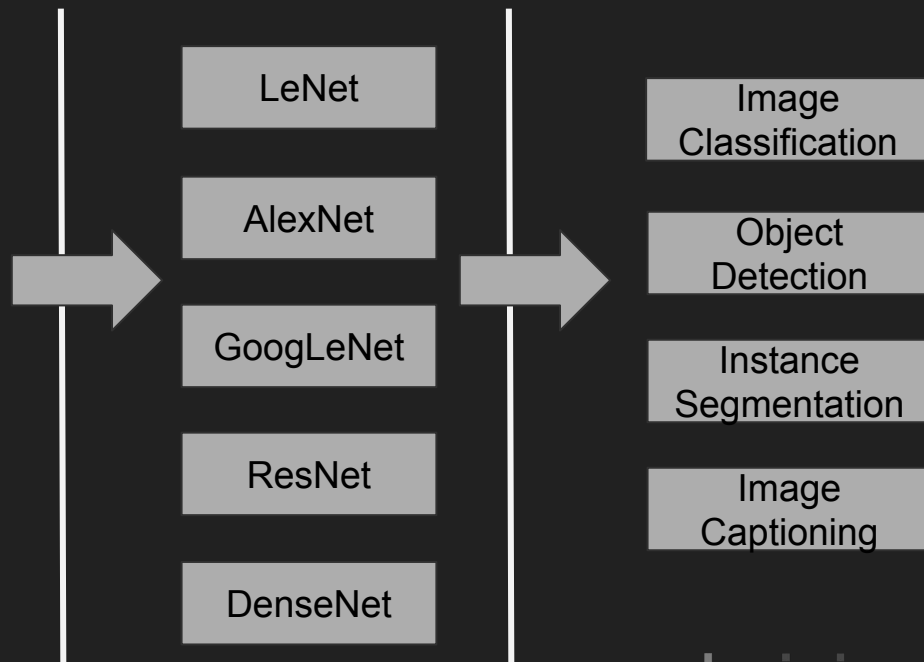 LeNet
AlexNet
GoogLeNet
ResNet
DenseNet
Image
Classification
Object
Detection
Instance
Segmentation
Image
Captioning